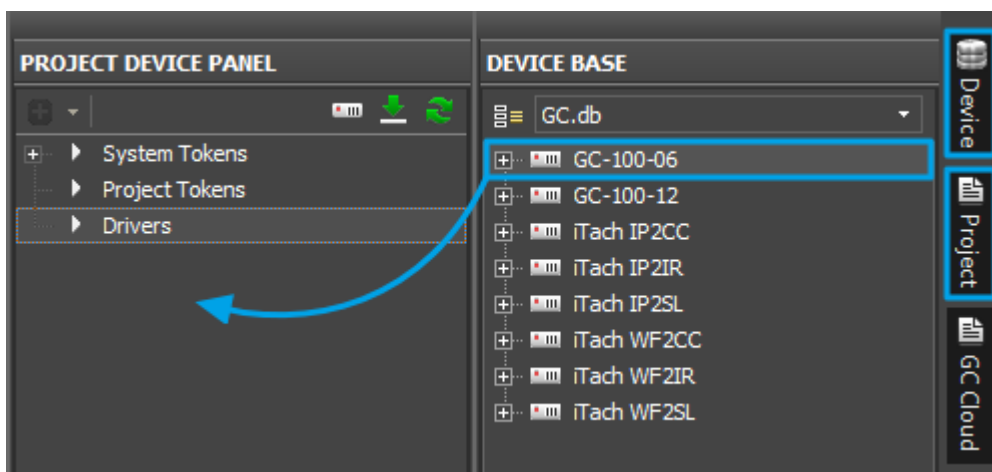 PROJECT DEVICE PANEL
System Tokens
Project Tokens
Drivers
DEVICE BASE
GC.db
GC-100-06
GC-100-12
iTach IP2CC
iTach IP2IR
iTach IP2SL
iTach WF2CC
iTach WF2IR
iTach WF2SL
Device
Project
GC Cloud